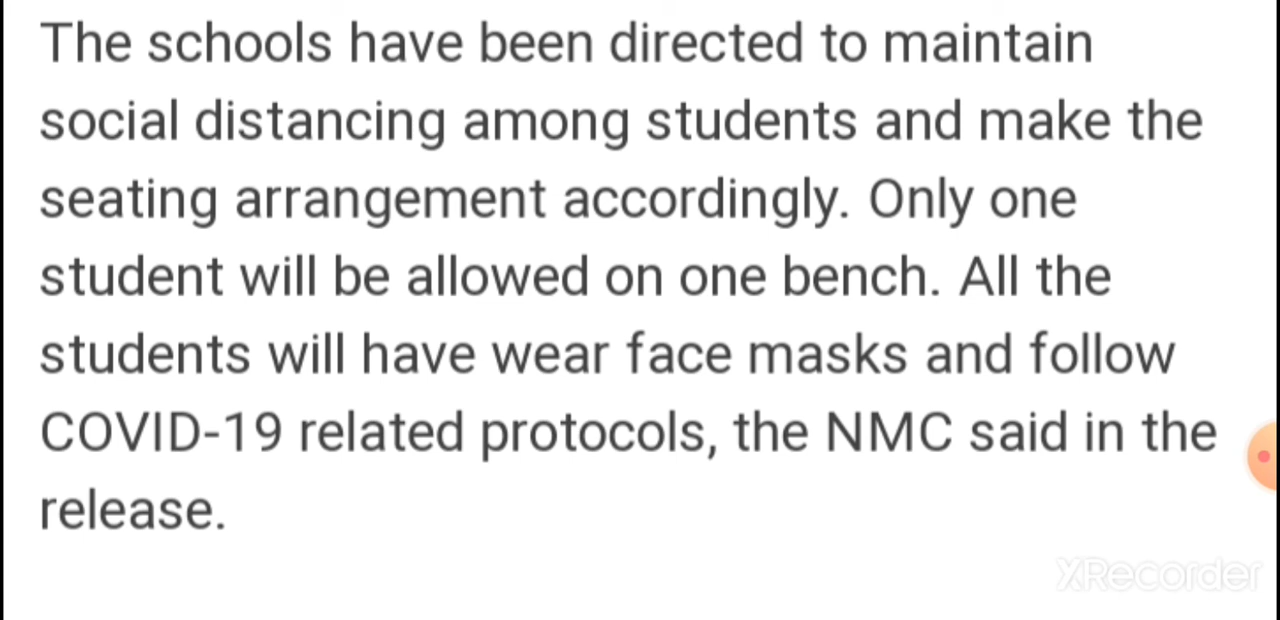 The schools have been directed to maintain
social distancing among students and make the
seating arrangement accordingly. Only one
student will be allowed on one bench. All the
students will have wear face masks and follow
COVID-19 related protocols, the NMC said in the
release.
XRecorder